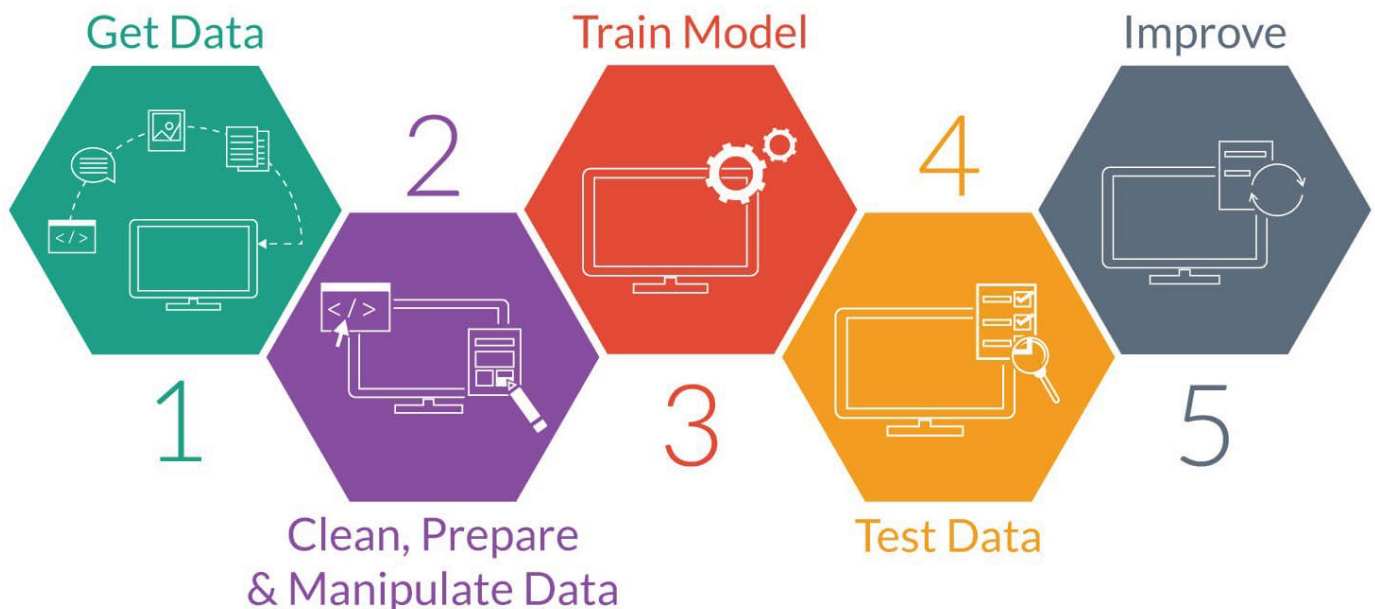 Get Data
1
2
Clean, Prepare
& Manipulate Data
Train Model
3
4
Test Data
Improve
5
</ >
</ >